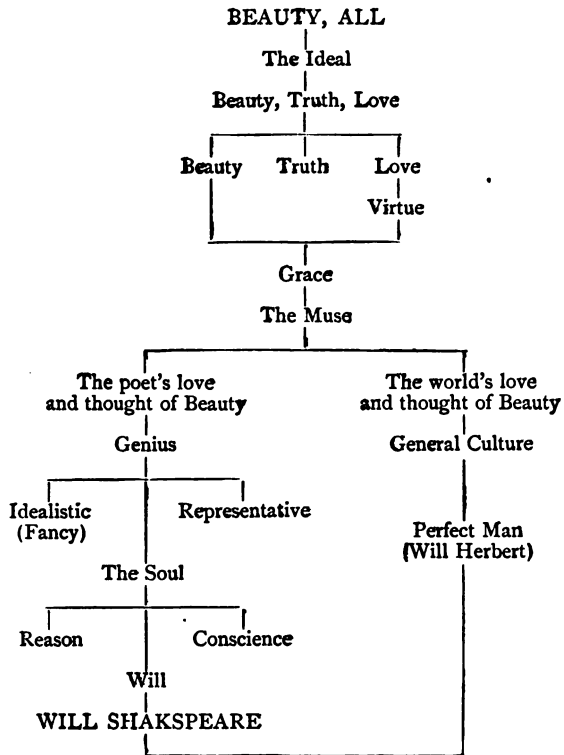 BEAUTY, ALL
The Ideal
Beauty, Truth, Love
Beauty Truth Love
Virtue
Grace
The Muse
The poet's love
and thought of Beauty
The world's love
and thought of Beauty
Genius
General Culture
Idealistic
(Fancy)
Representative
Perfect Man
(Will Herbert)
The Soul
Reason
Conscience
Will
WILL SHAKSPEARE